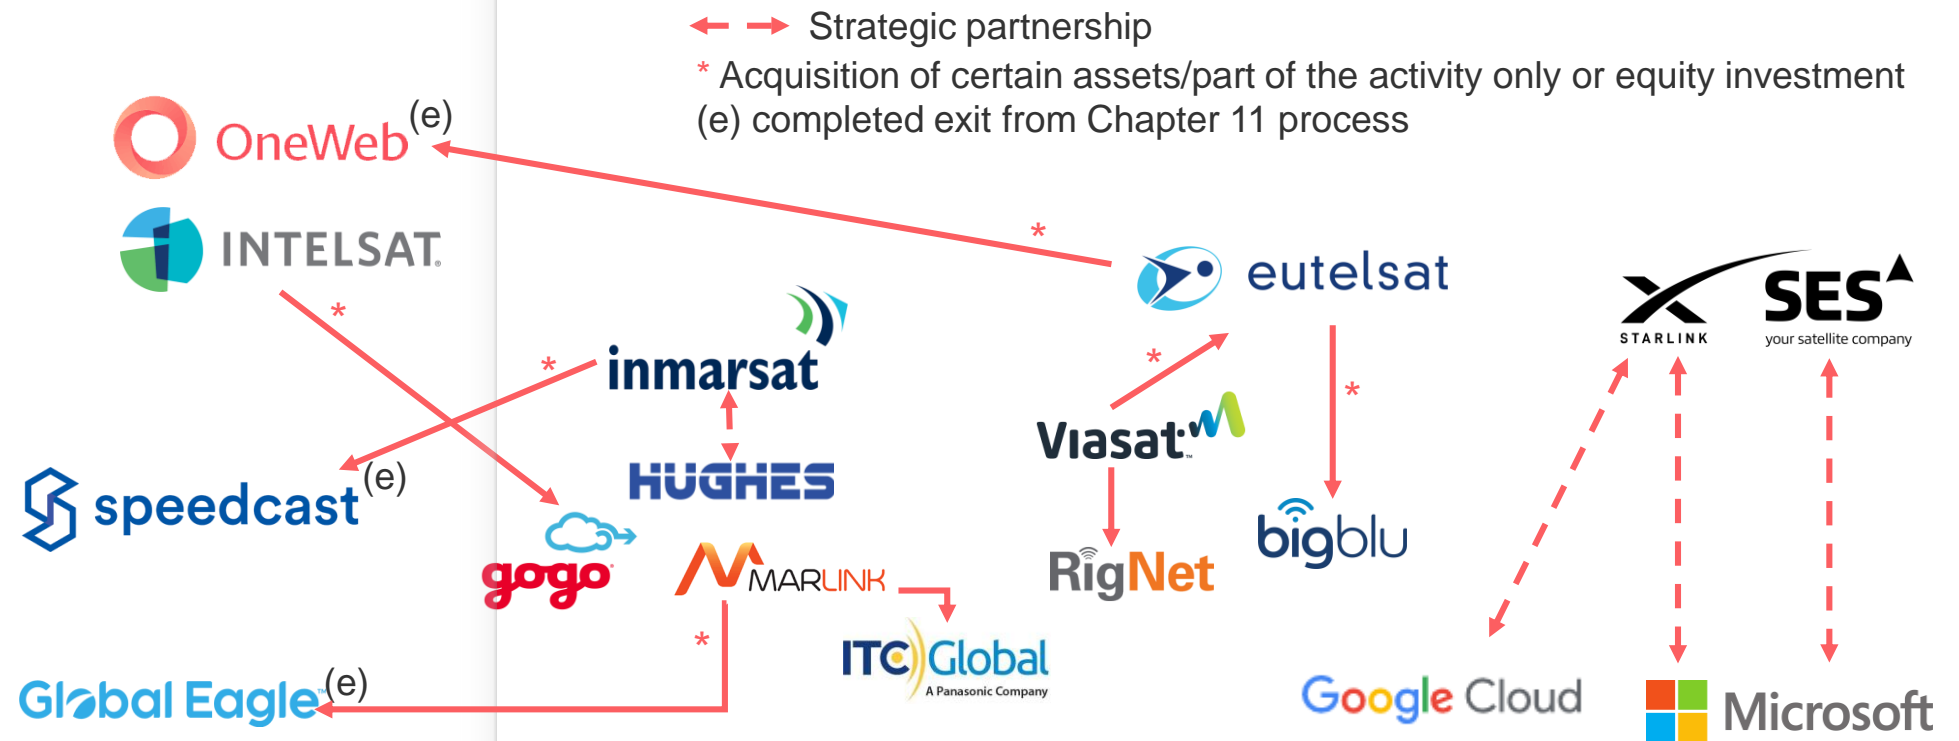 Strategic partnership
* Acquisition of certain assets/part of the activity only or equity investment
(e) completed exit from Chapter 11 process
OneWeb (e)
*
INTELSAT®
*
eutelsat
STARLINK
SES
your satellite company
inmarsat
*
*
*
Viasat™
HUGHES
speedcast (e)
gogo
MARLINK
RigNet
bigblu
*
ITC Global
A Panasonic Company
Global Eagle™ (e)
Google Cloud
Microsoft